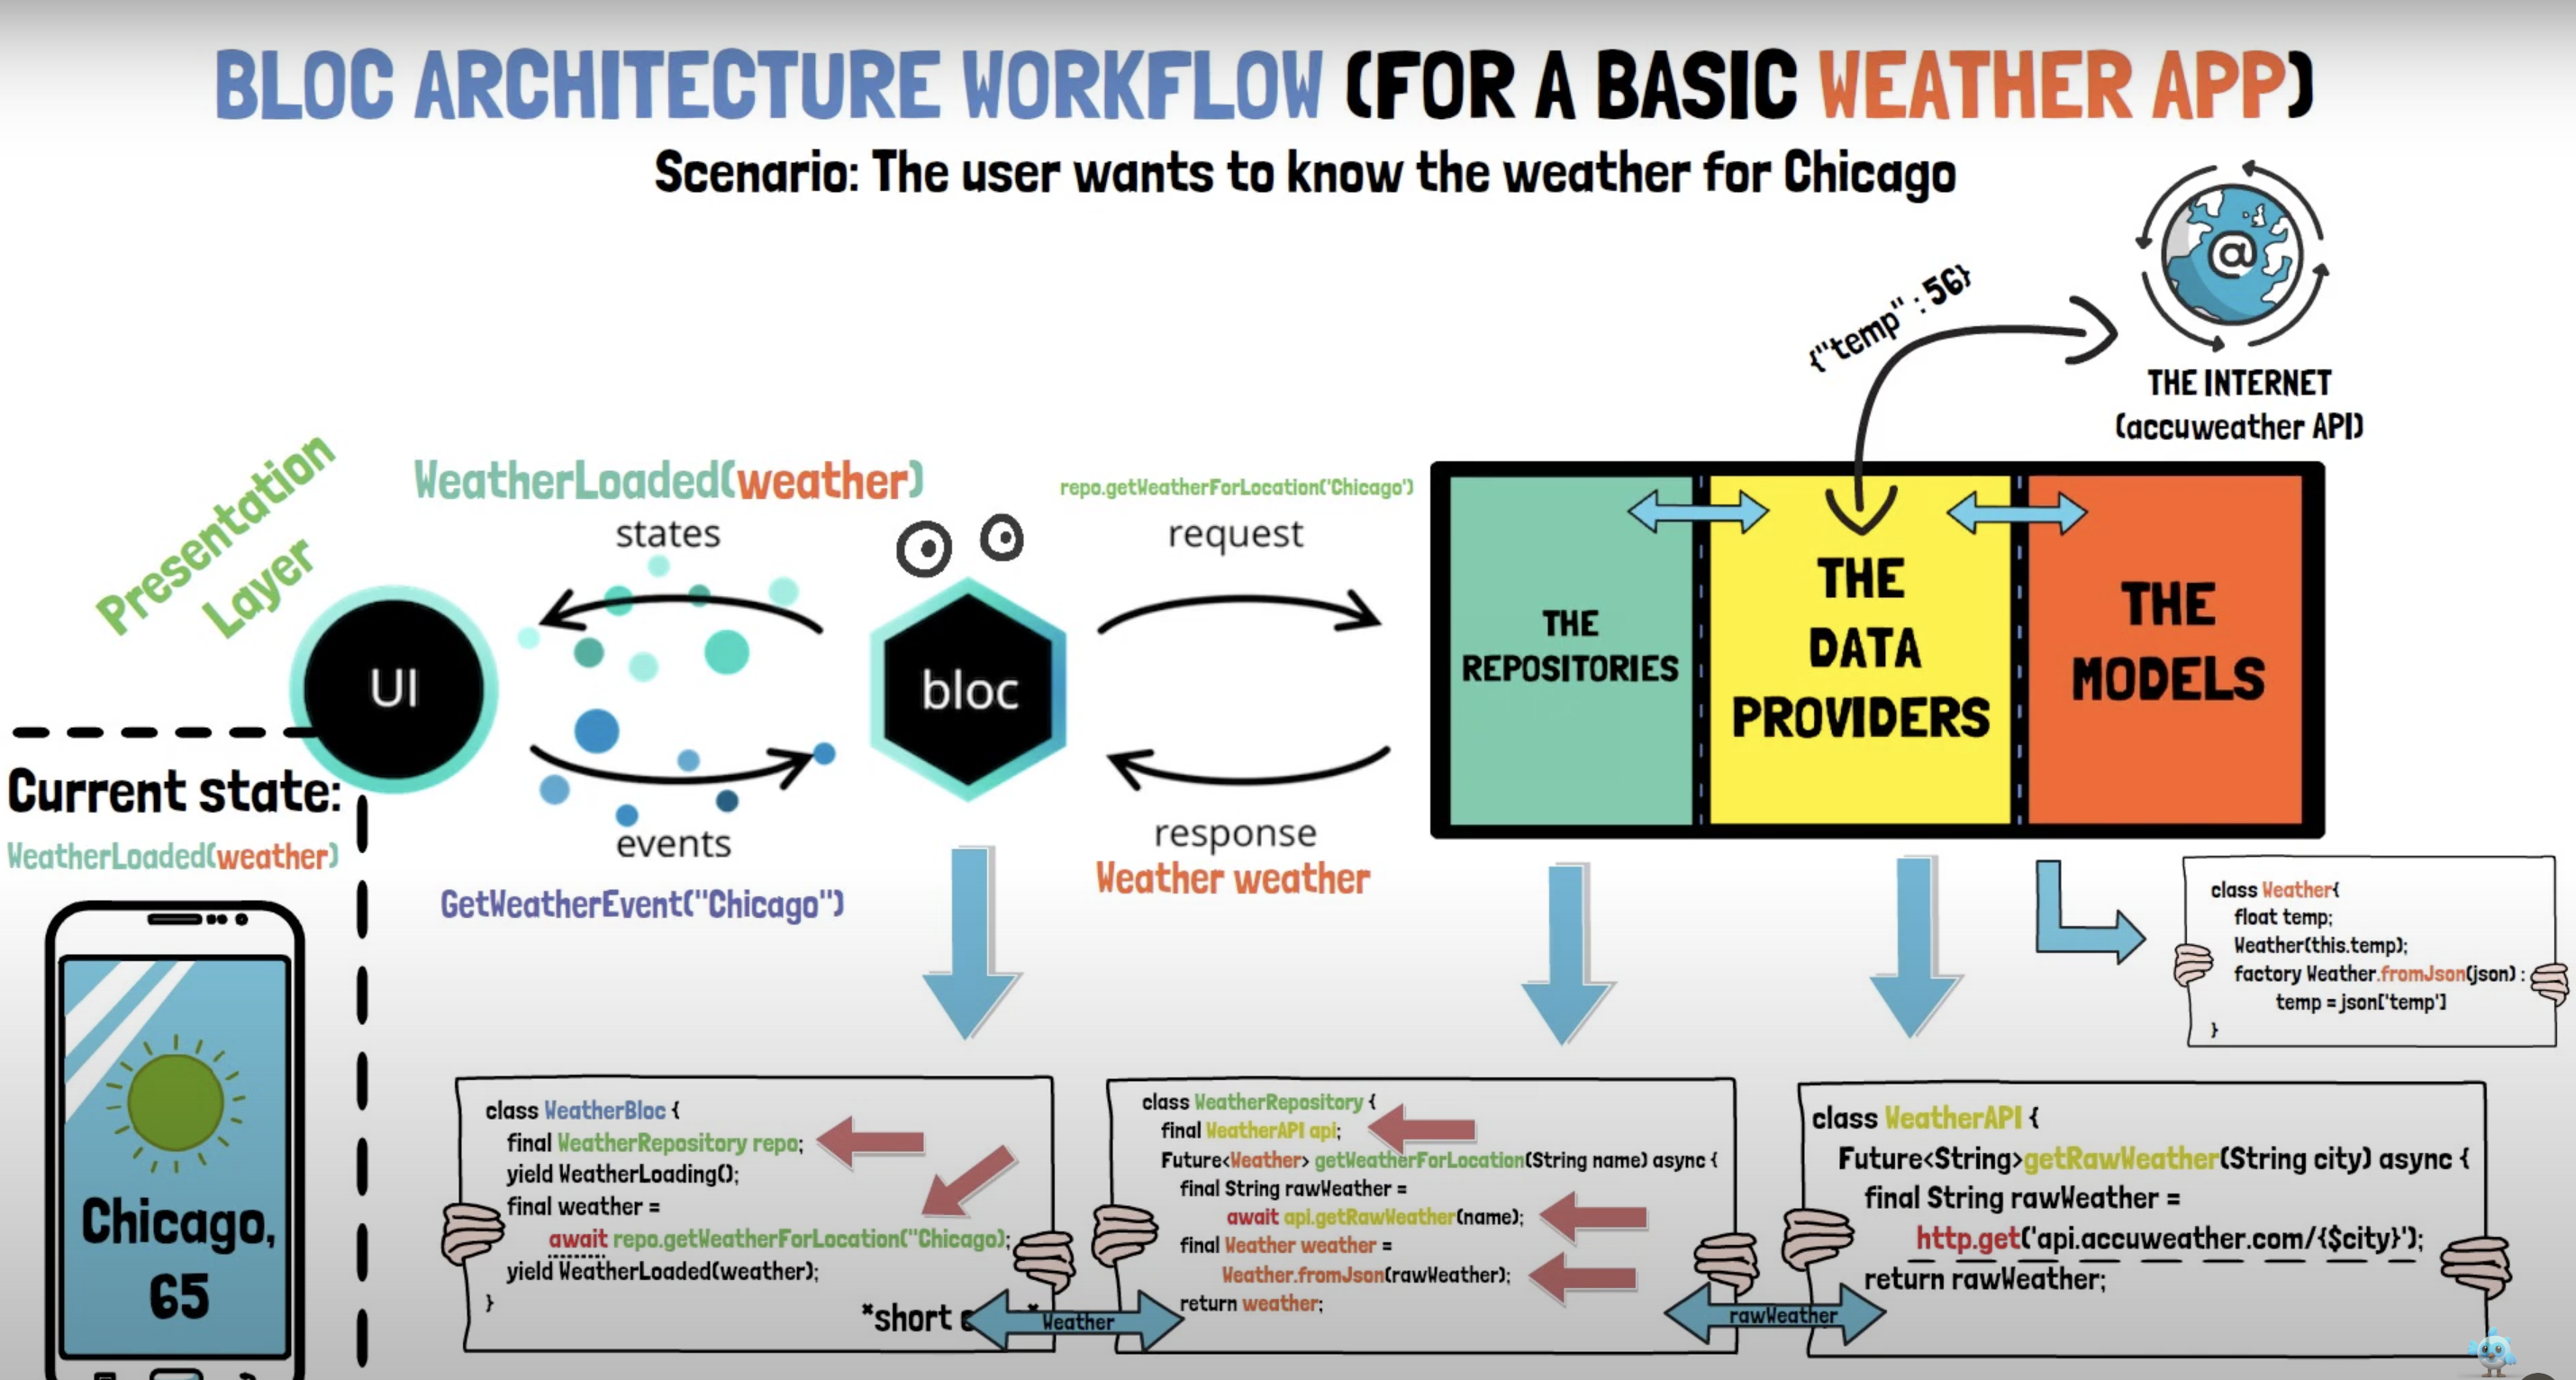 BLOC ARCHITECTURE WORKFLOW (FOR A BASIC WEATHER APP)
Scenario: The user wants to know the weather for Chicago
{"temp" : 56}
@
THE INTERNET
(accuweather API)
Presentation
Layer
WeatherLoaded(weather)
states
repo.getWeatherForLocation('Chicago')
request
UI
bloc
THE
REPOSITORIES
THE
DATA
PROVIDERS
THE
MODELS
events
GetWeatherEvent("Chicago")
response
Weather weather
Current state:
WeatherLoaded(weather)
Chicago,
65
class Weather{
float temp;
Weather(this.temp);
factory Weather.fromJson(json) :
temp = json['temp']
}
class WeatherBloc {
final WeatherRepository repo;
yield WeatherLoading();
final weather =
await repo.getWeatherForLocation("Chicago);
yield WeatherLoaded(weather);
}
*short
Weather
class WeatherRepository {
final WeatherAPI api;
Future<Weather> getWeatherForLocation(String name) async {
final String rawWeather =
await api.getRawWeather(name);
final Weather weather =
Weather.fromJson(rawWeather);
return weather;
rawWeather
class WeatherAPI {
Future<String>getRawWeather(String city) async {
final String rawWeather =
http.get('api.accuweather.com/{$city}');
return rawWeather;